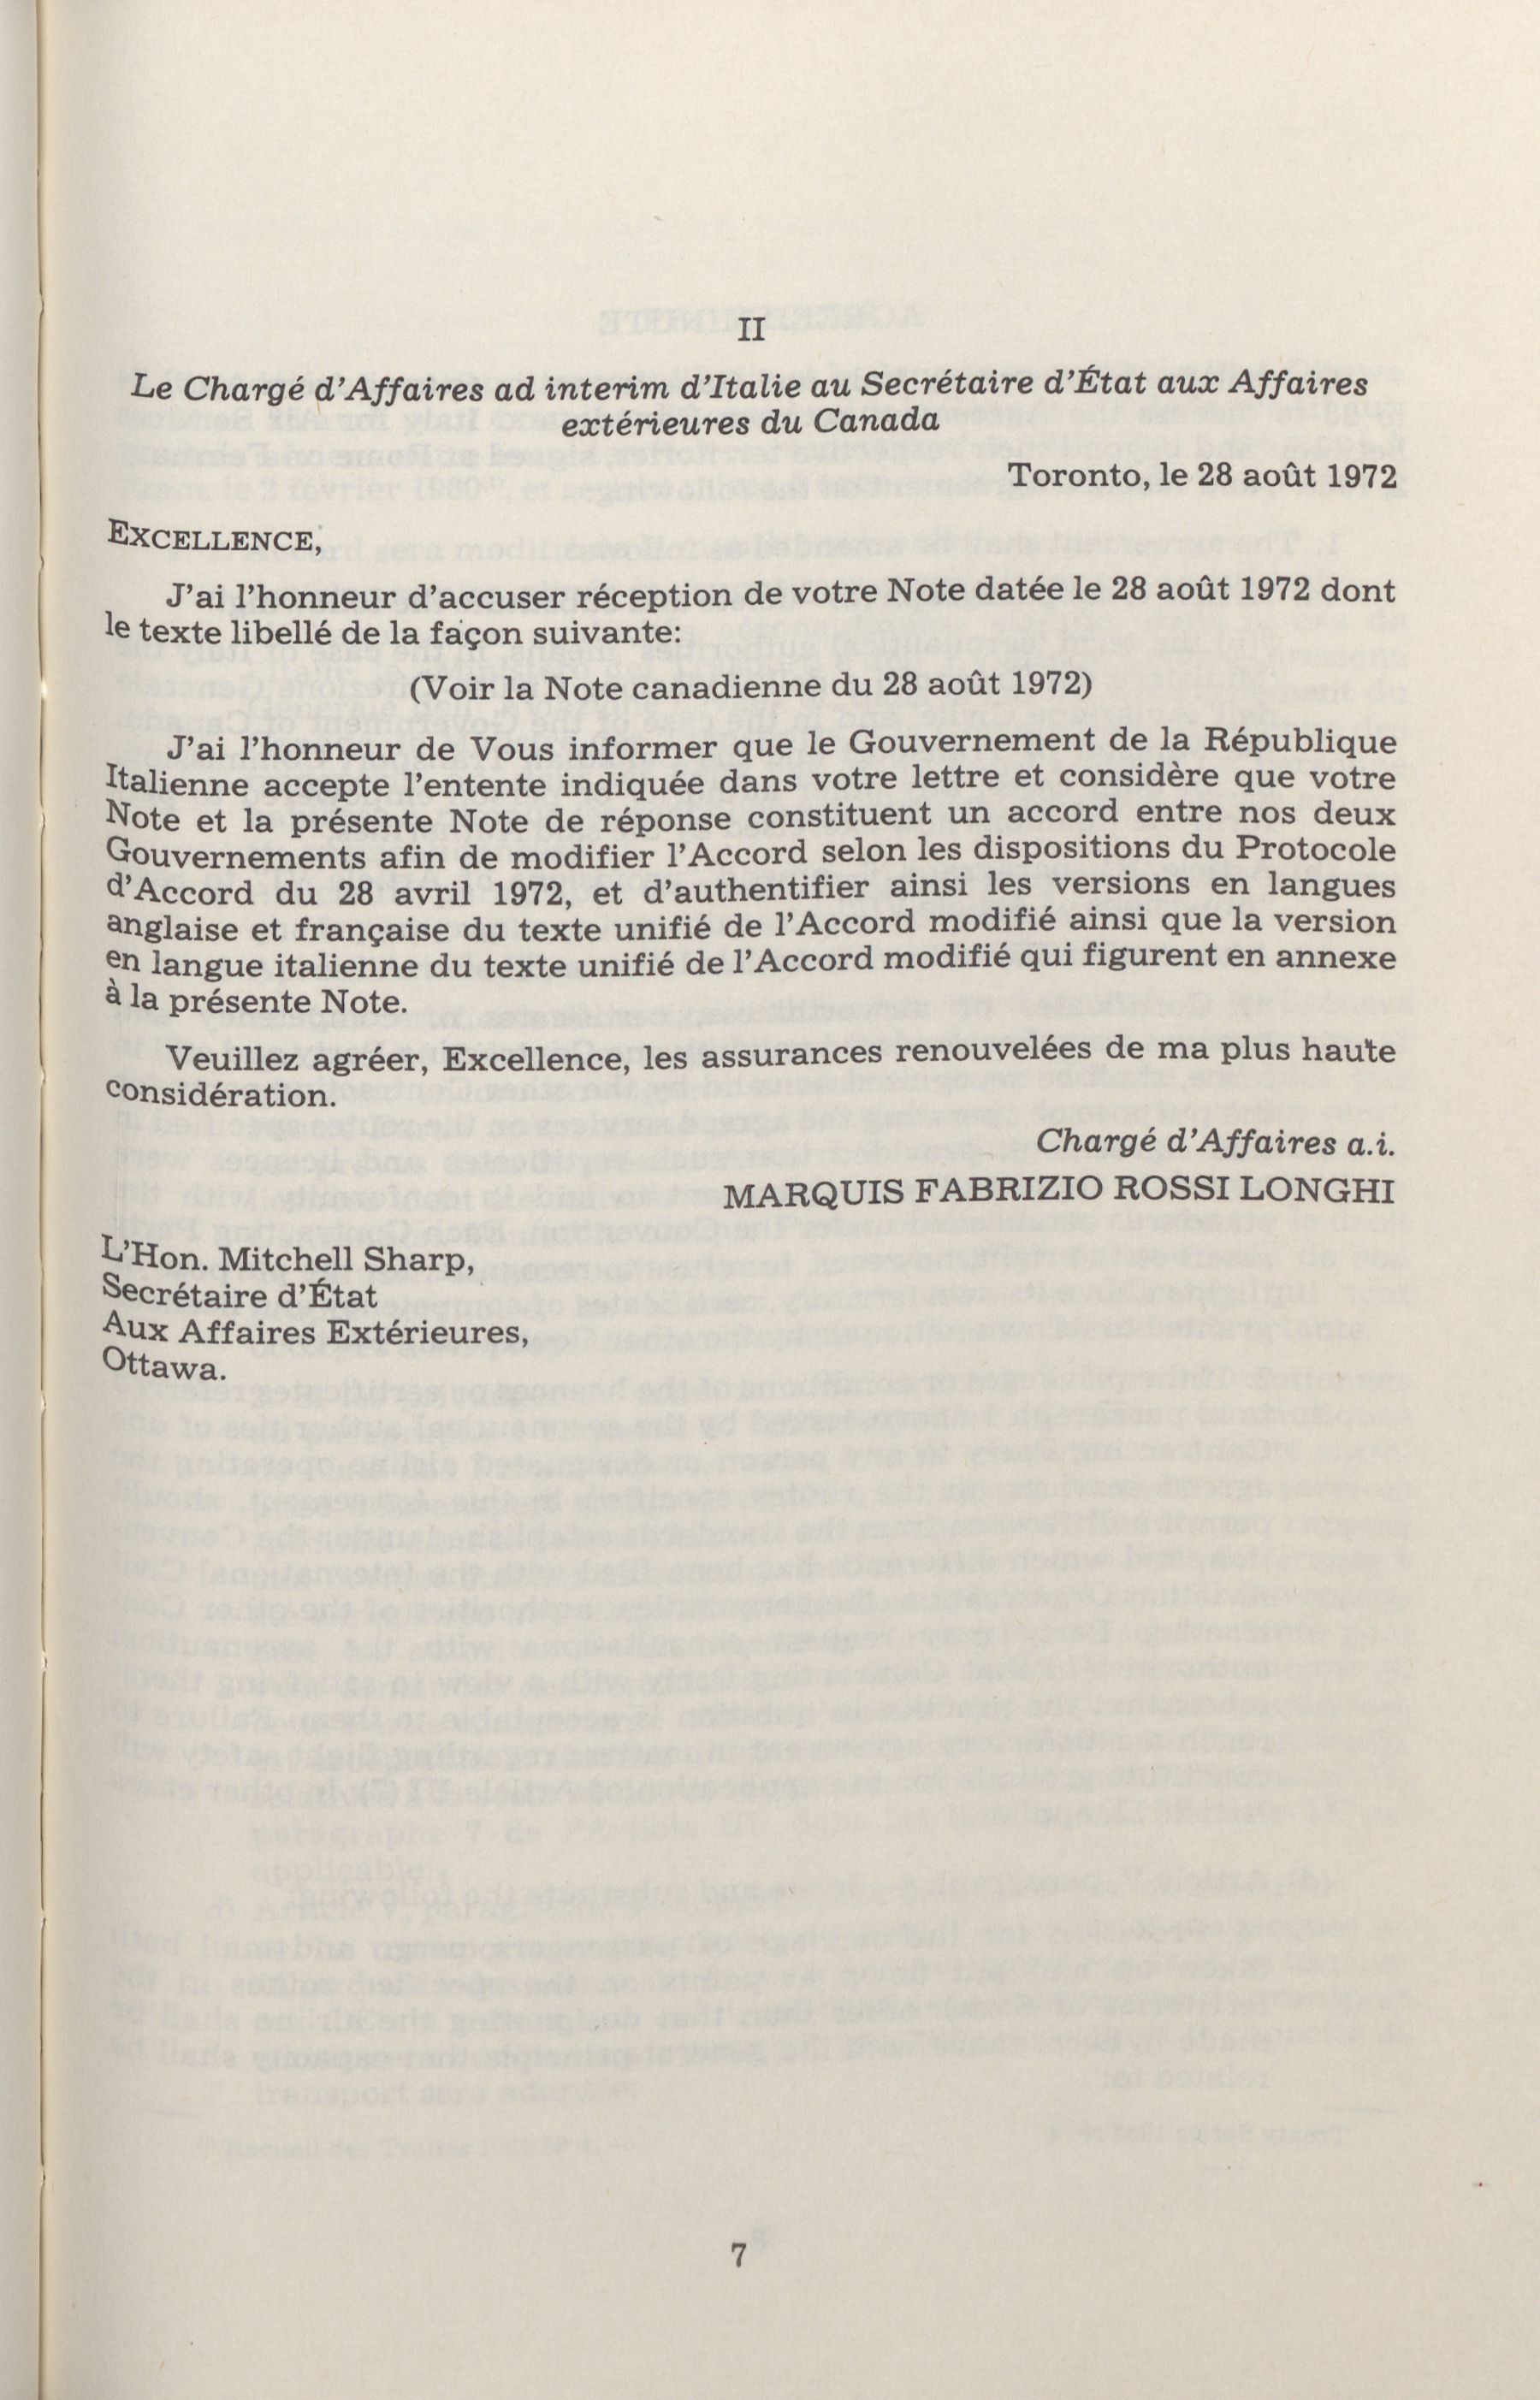 II
Le Chargé d'Affaires ad interim d'Italie au Secrétaire d'État aux Affaires
extérieures du Canada
Toronto, le 28 août 1972
EXCELLENCE,
J'ai l'honneur d'accuser réception de votre Note datée le 28 août 1972 dont
le texte libellé de la façon suivante:
(Voir la Note canadienne du 28 août 1972)
J'ai l'honneur de Vous informer que le Gouvernement de la République
Italienne accepte l'entente indiquée dans votre lettre et considère que votre
Note et la présente Note de réponse constituent un accord entre nos deux
Gouvernements afin de modifier l'Accord selon les dispositions du Protocole
d'Accord du 28 avril 1972, et d'authentifier ainsi les versions en langues
anglaise et française du texte unifié de l'Accord modifié ainsi que la version
en langue italienne du texte unifié de l'Accord modifié qui figurent en annexe
à la présente Note.
Veuillez agréer, Excellence, les assurances renouvelées de ma plus haute
considération.
Chargé d'Affaires a.i.
MARQUIS FABRIZIO ROSSI LONGHI
L'Hon. Mitchell Sharp,
Secrétaire d'État
Aux Affaires Extérieures,
Ottawa.
7